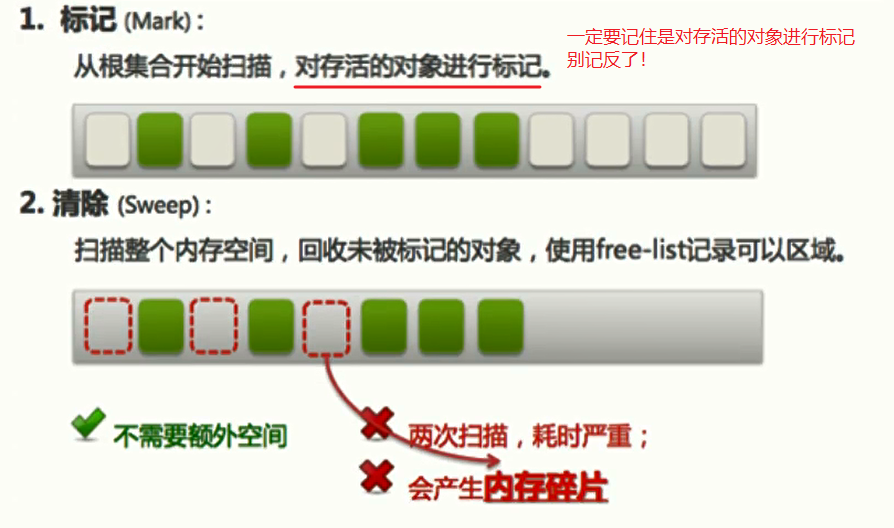 1. 标记 (Mark)：
一定要记住是对存活的对象进行标记
别记反了！
从根集合开始扫描，对存活的对象进行标记。
2. 清除 (Sweep)：
扫描整个内存空间，回收未被标记的对象，使用free-list记录可以区域。
不需要额外空间
两次扫描，耗时严重；
会产生内存碎片